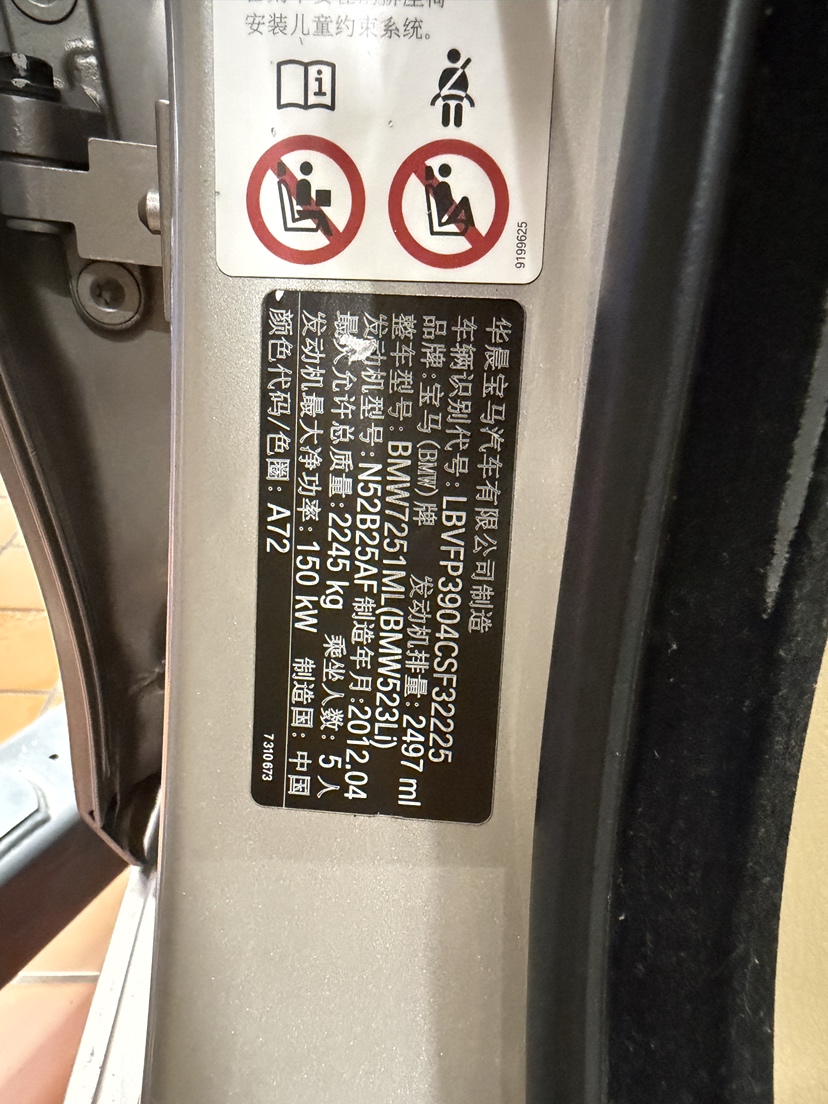 安装儿童约束系统。
9199625
华晨宝马汽车有限公司制造
车辆识别代号: LBVFP3904CSF32225
品牌: 宝马(BMW)牌 发动机排量: 2497 ml
整车型号: BMW7251ML(BMW523Li)
发动机型号: N52B25AF 制造年月:2012.04
最大允许总质量: 2245 kg 乘坐人数: 5 人
发动机最大净功率: 150 kW 制造国: 中国
颜色代码/色圈: A72
7 310 673